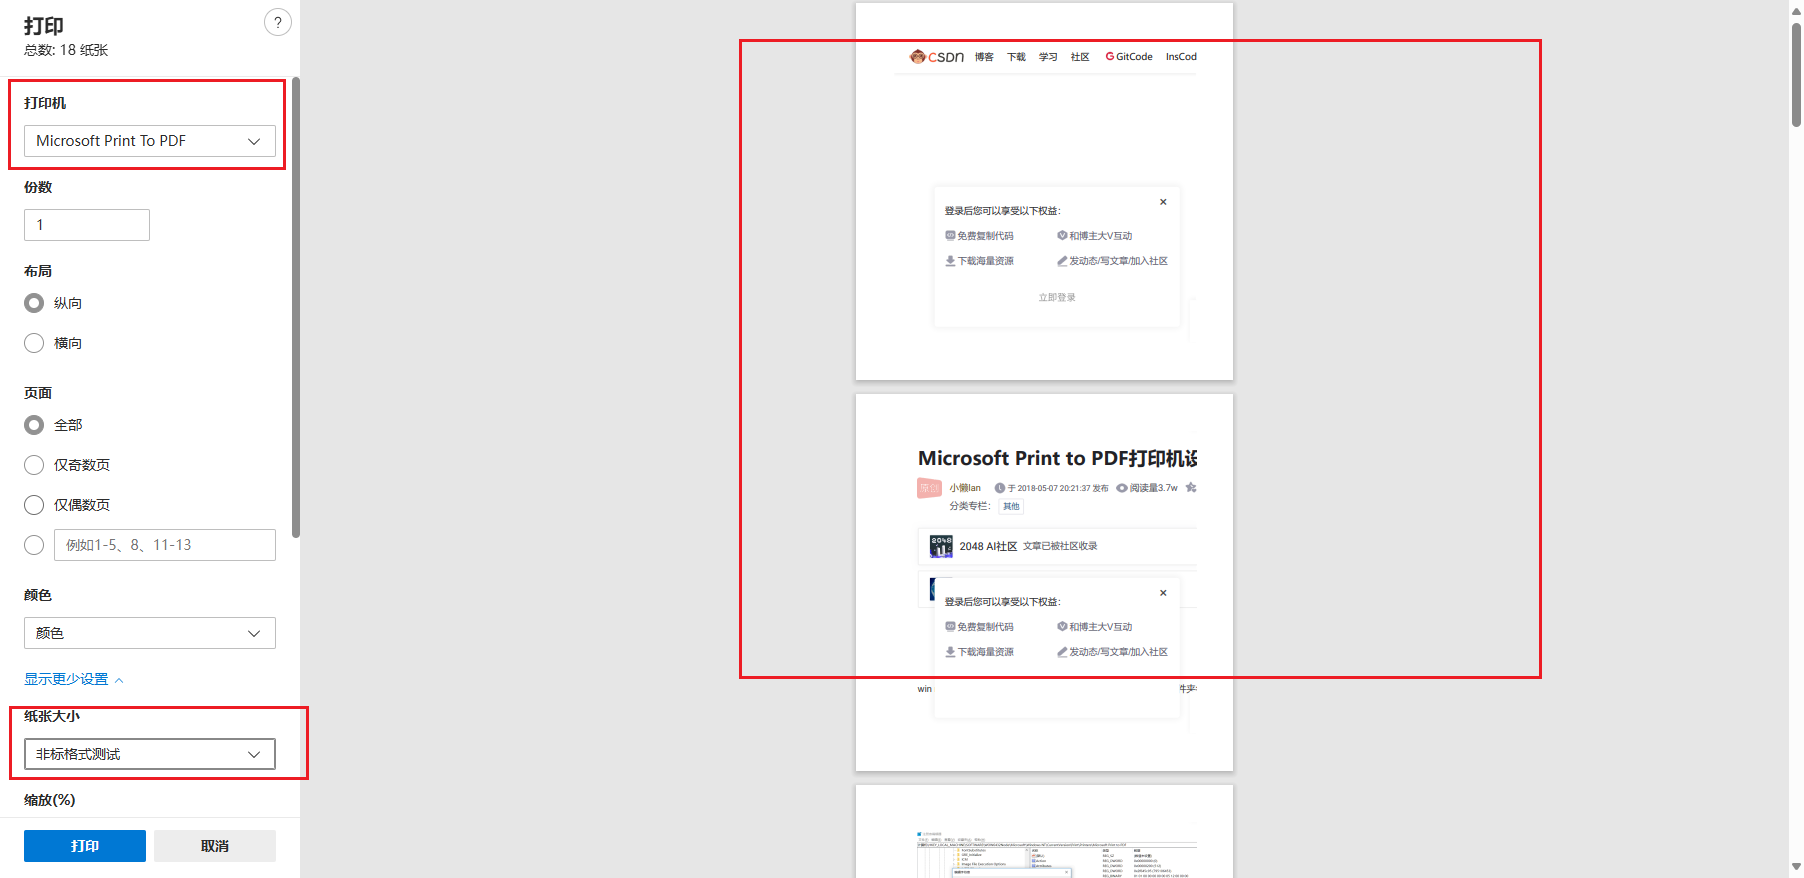 打印
?
总数: 18 纸张
打印机
Microsoft Print To PDF
份数
1
布局
纵向
横向
页面
全部
仅奇数页
仅偶数页
例如1-5、8、11-13
颜色
颜色
显示更少设置
纸张大小
非标格式测试
缩放(%)
打印
取消
CSDN 博客 下载 学习 社区 GitCode InsCod
登录后您可以享受以下权益:
免费复制代码 和博主大V互动
下载海量资源 发动态/写文章/加入社区
立即登录
Microsoft Print to PDF打印机设
原创 小懒lan 于 2018-05-07 20:21:37 发布 阅读量3.7w
分类专栏: 其他
2048 AI社区 文章已被社区收录
登录后您可以享受以下权益:
免费复制代码 和博主大V互动
下载海量资源 发动态/写文章/加入社区
win 件夹